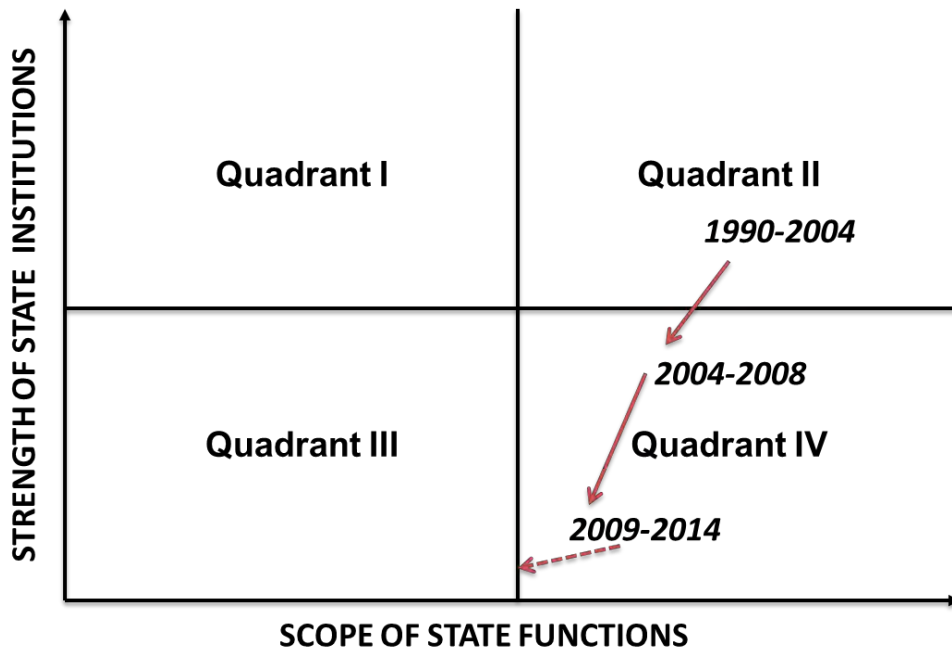 STRENGTH OF STATE INSTITUTIONS
Quadrant I
Quadrant II
1990-2004
2004-2008
Quadrant III
Quadrant IV
2009-2014
SCOPE OF STATE FUNCTIONS